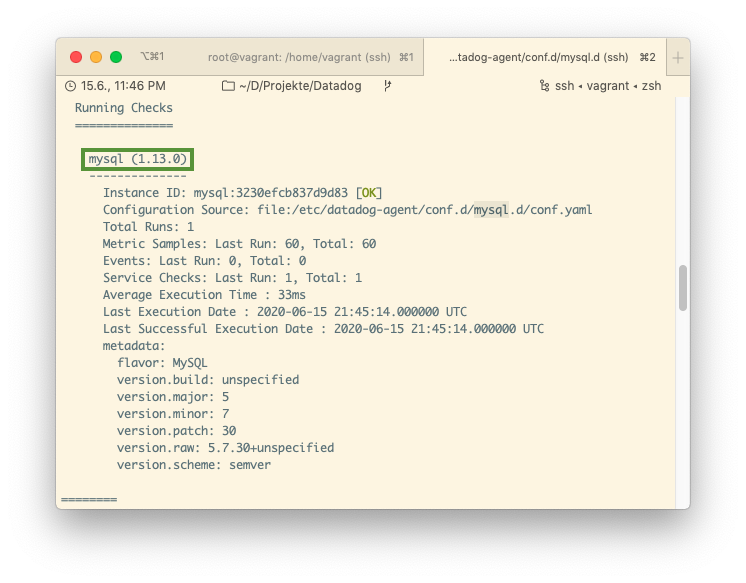 ⌥⌘1
root@vagrant: /home/vagrant (ssh) ⌘1
...tadog-agent/conf.d/mysql.d (ssh) ⌘2
15.6., 11:46 PM
~/D/Projekte/Datadog
ssh ◂ vagrant ◂ zsh
Running Checks
==============
mysql (1.13.0)
--------------
Instance ID: mysql:3230efcb837d9d83 [OK]
Configuration Source: file:/etc/datadog-agent/conf.d/mysql.d/conf.yaml
Total Runs: 1
Metric Samples: Last Run: 60, Total: 60
Events: Last Run: 0, Total: 0
Service Checks: Last Run: 1, Total: 1
Average Execution Time : 33ms
Last Execution Date : 2020-06-15 21:45:14.000000 UTC
Last Successful Execution Date : 2020-06-15 21:45:14.000000 UTC
metadata:
flavor: MySQL
version.build: unspecified
version.major: 5
version.minor: 7
version.patch: 30
version.raw: 5.7.30+unspecified
version.scheme: semver
========